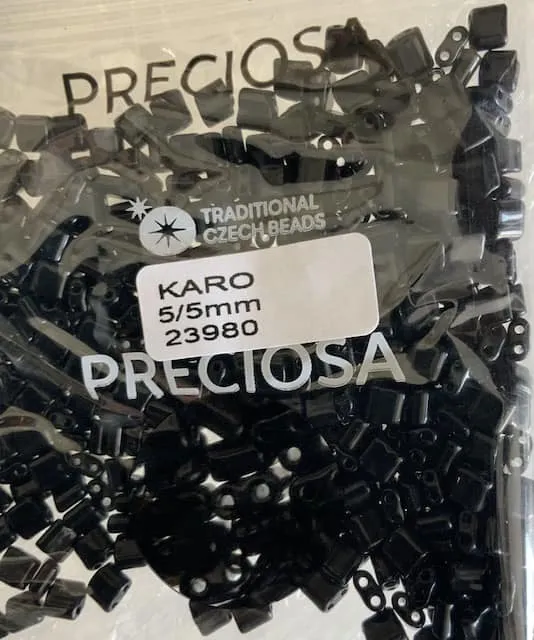 PRECIOSA
TRADITIONAL
CZECH BEADS
KARO
5/5mm
23980
PRECIOSA